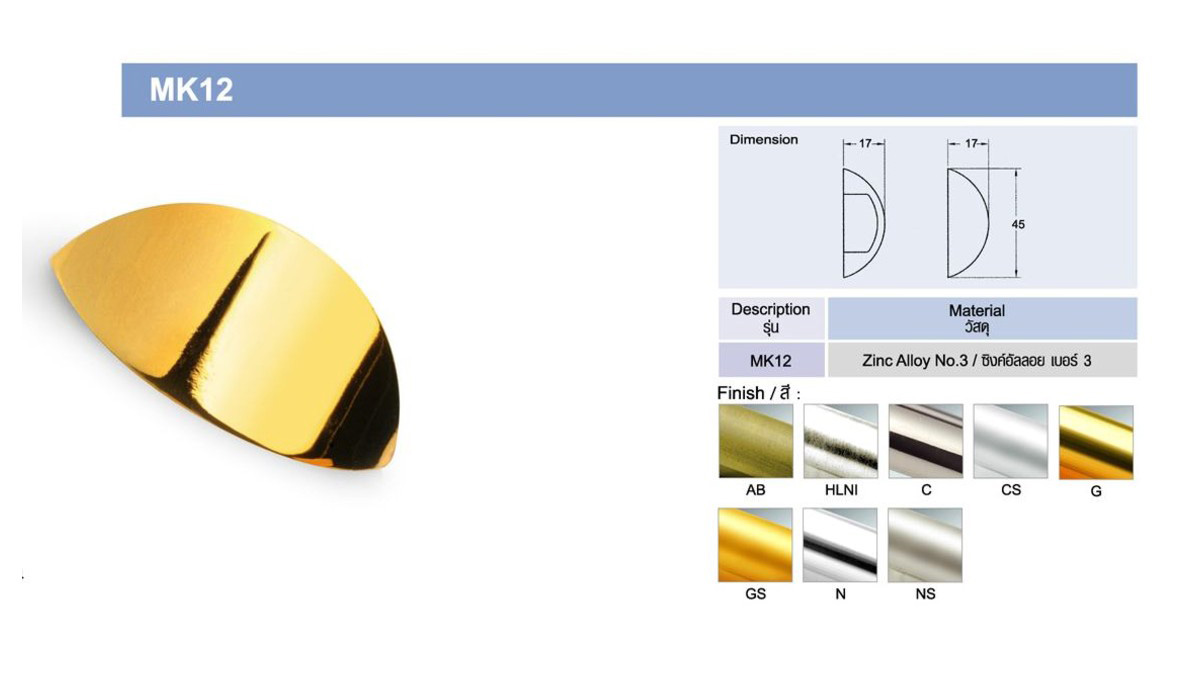 MK12
Dimension
17
17
45
Description
รุ่น
Material
วัสดุ
MK12
Zinc Alloy No.3 / ซิงค์อัลลอย เบอร์ 3
Finish / สี :
AB
HLNI
C
CS
G
GS
N
NS